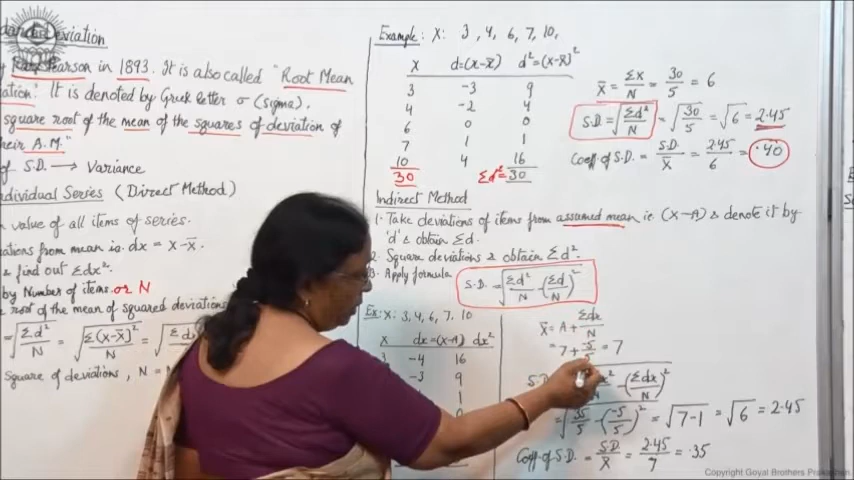 Standard Deviation
Karl Pearson in 1893. It is also called "Root Mean
It is denoted by Greek letter σ (sigma).
square root of the mean of the squares of deviation of
their A.M."
of S.D. → Variance
Individual Series (Direct Method)
value of all items of series.
ations from mean ie. dx = x-x̄.
& find out Σdx².
by Number of items. or N
root of the mean of squared deviations
= √Σd²/N = √Σ(x-x̄)²/N = √Σd
Square of deviations, N =
Example: X: 3, 4, 6, 7, 10,
x d=(x-x̄) d²=(x-x̄)²
3 -3 9
4 -2 4
6 0 0
7 1 1
10 4 16
30 Σd²=30
x̄ = Σx/N = 30/5 = 6
S.D. = √Σd²/N = √30/5 = √6 = 2.45
Coeff. of S.D. = S.D./x̄ = 2.45/6 = .40
Indirect Method
1. Take deviations of items from assumed mean ie (x-A) & denote it by
'd' & obtain Σd.
2. Square deviations & obtain Σd².
3. Apply formula S.D. = √Σd²/N - (Σd/N)²
Ex: X: 3, 4, 6, 7, 10
x dx=(x-A) dx²
3 -4 16
-3 9
1
0
x̄ = A + Σdx/N
= 7 + -5/5 = 7
S.D. x²/N - (Σdx/N)²
= √35/5 - (-5/5)² = √7-1 = √6 = 2.45
Coeff. of S.D. = S.D./x̄ = 2.45/7 = .35
Copyright Goyal Brothers Prakashan